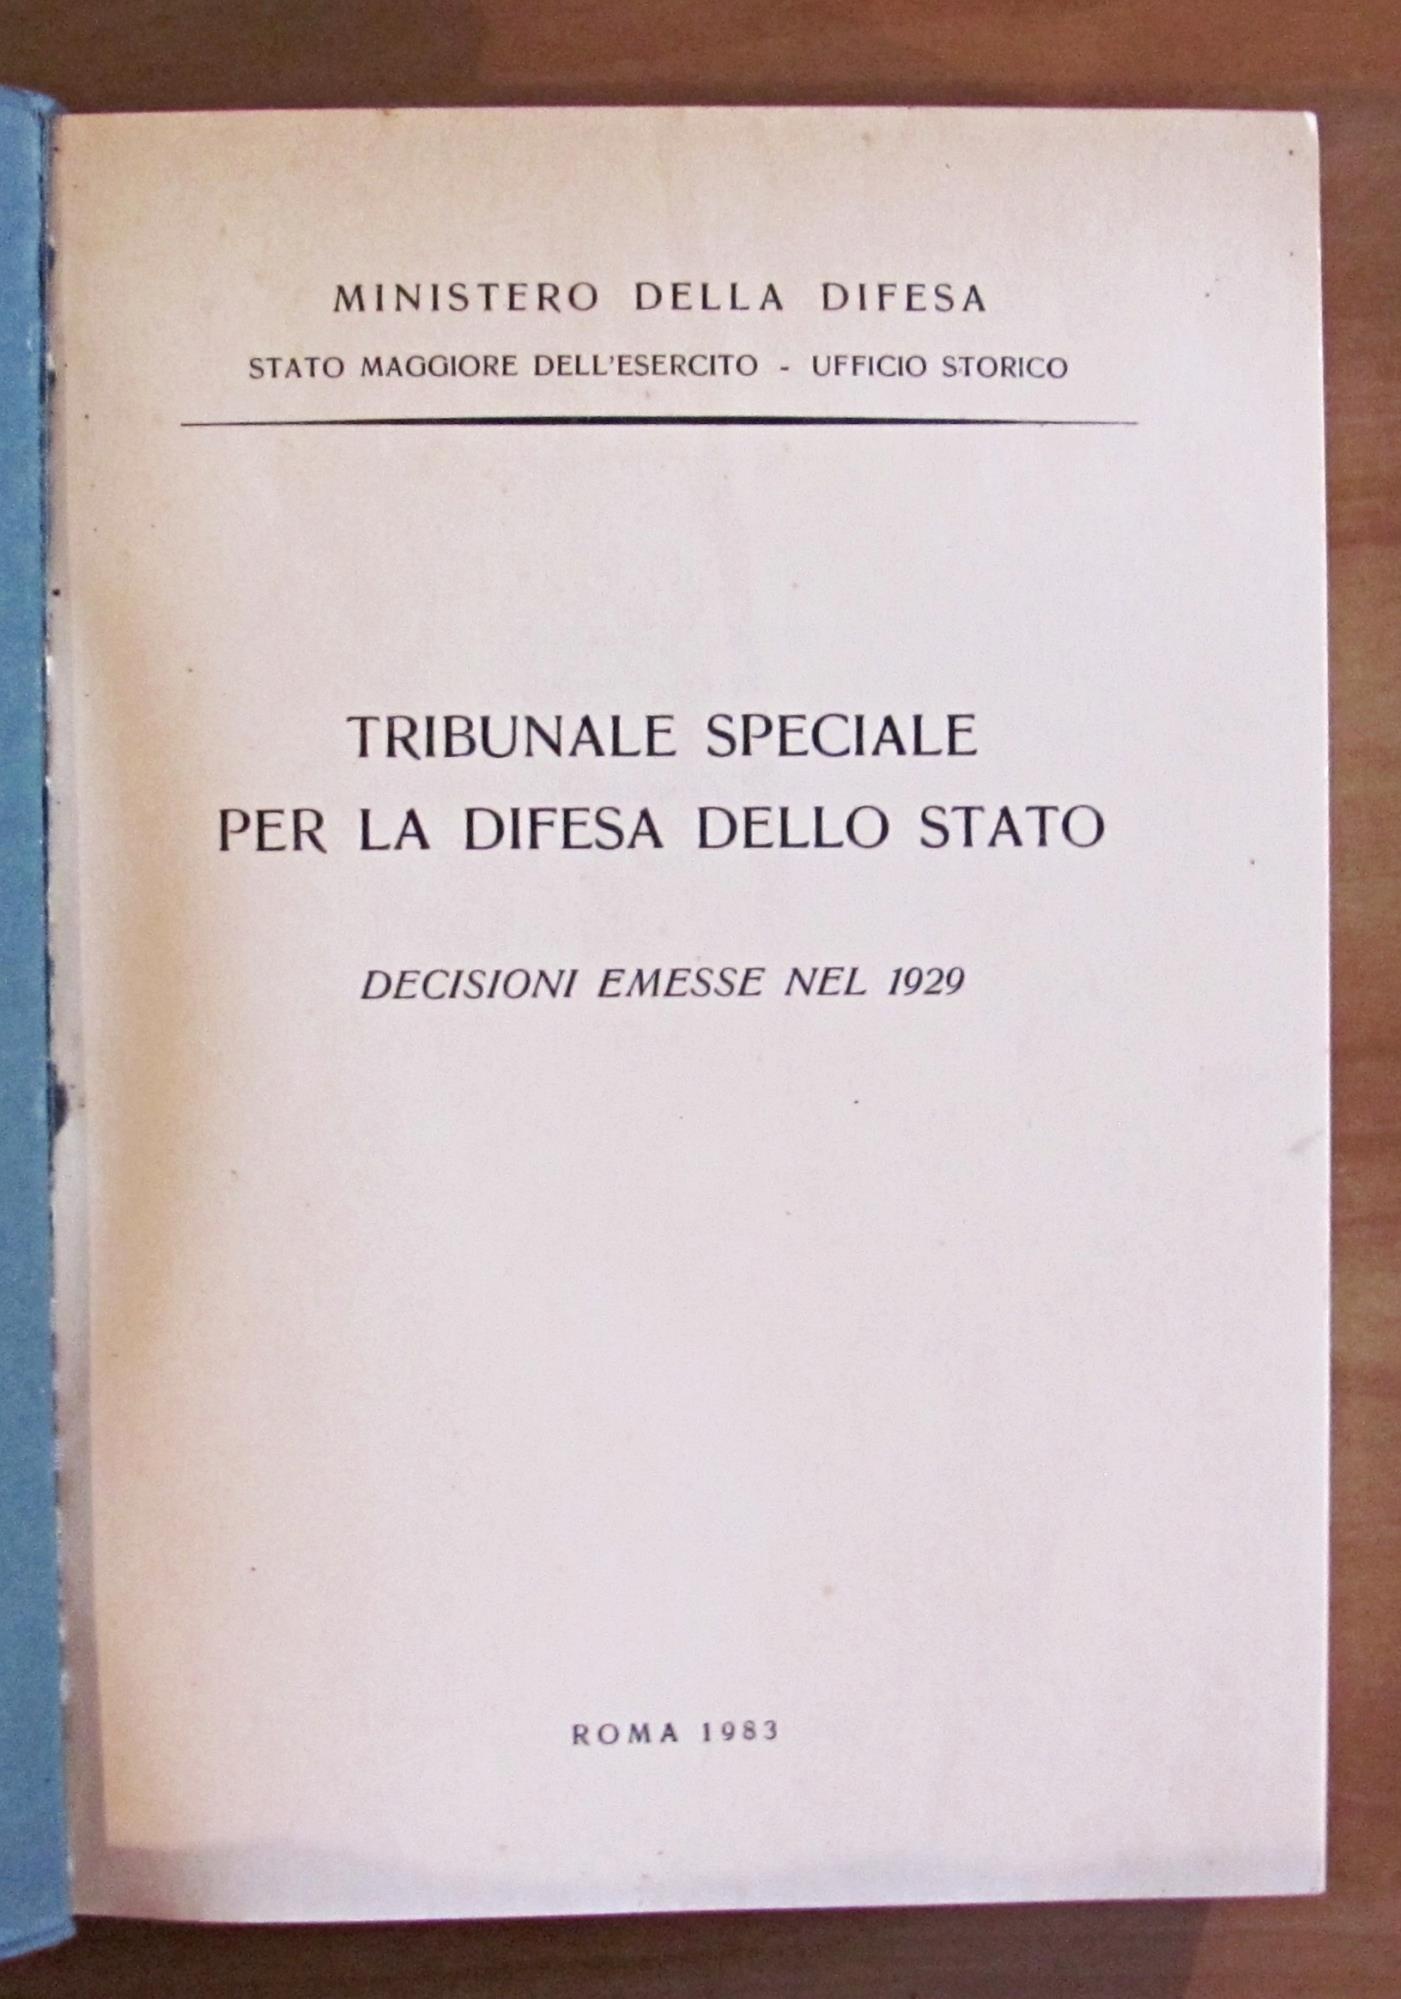 MINISTERO DELLA DIFESA
STATO MAGGIORE DELL'ESERCITO - UFFICIO STORICO
TRIBUNALE SPECIALE
PER LA DIFESA DELLO STATO
DECISIONI EMESSE NEL 1929
ROMA 1983